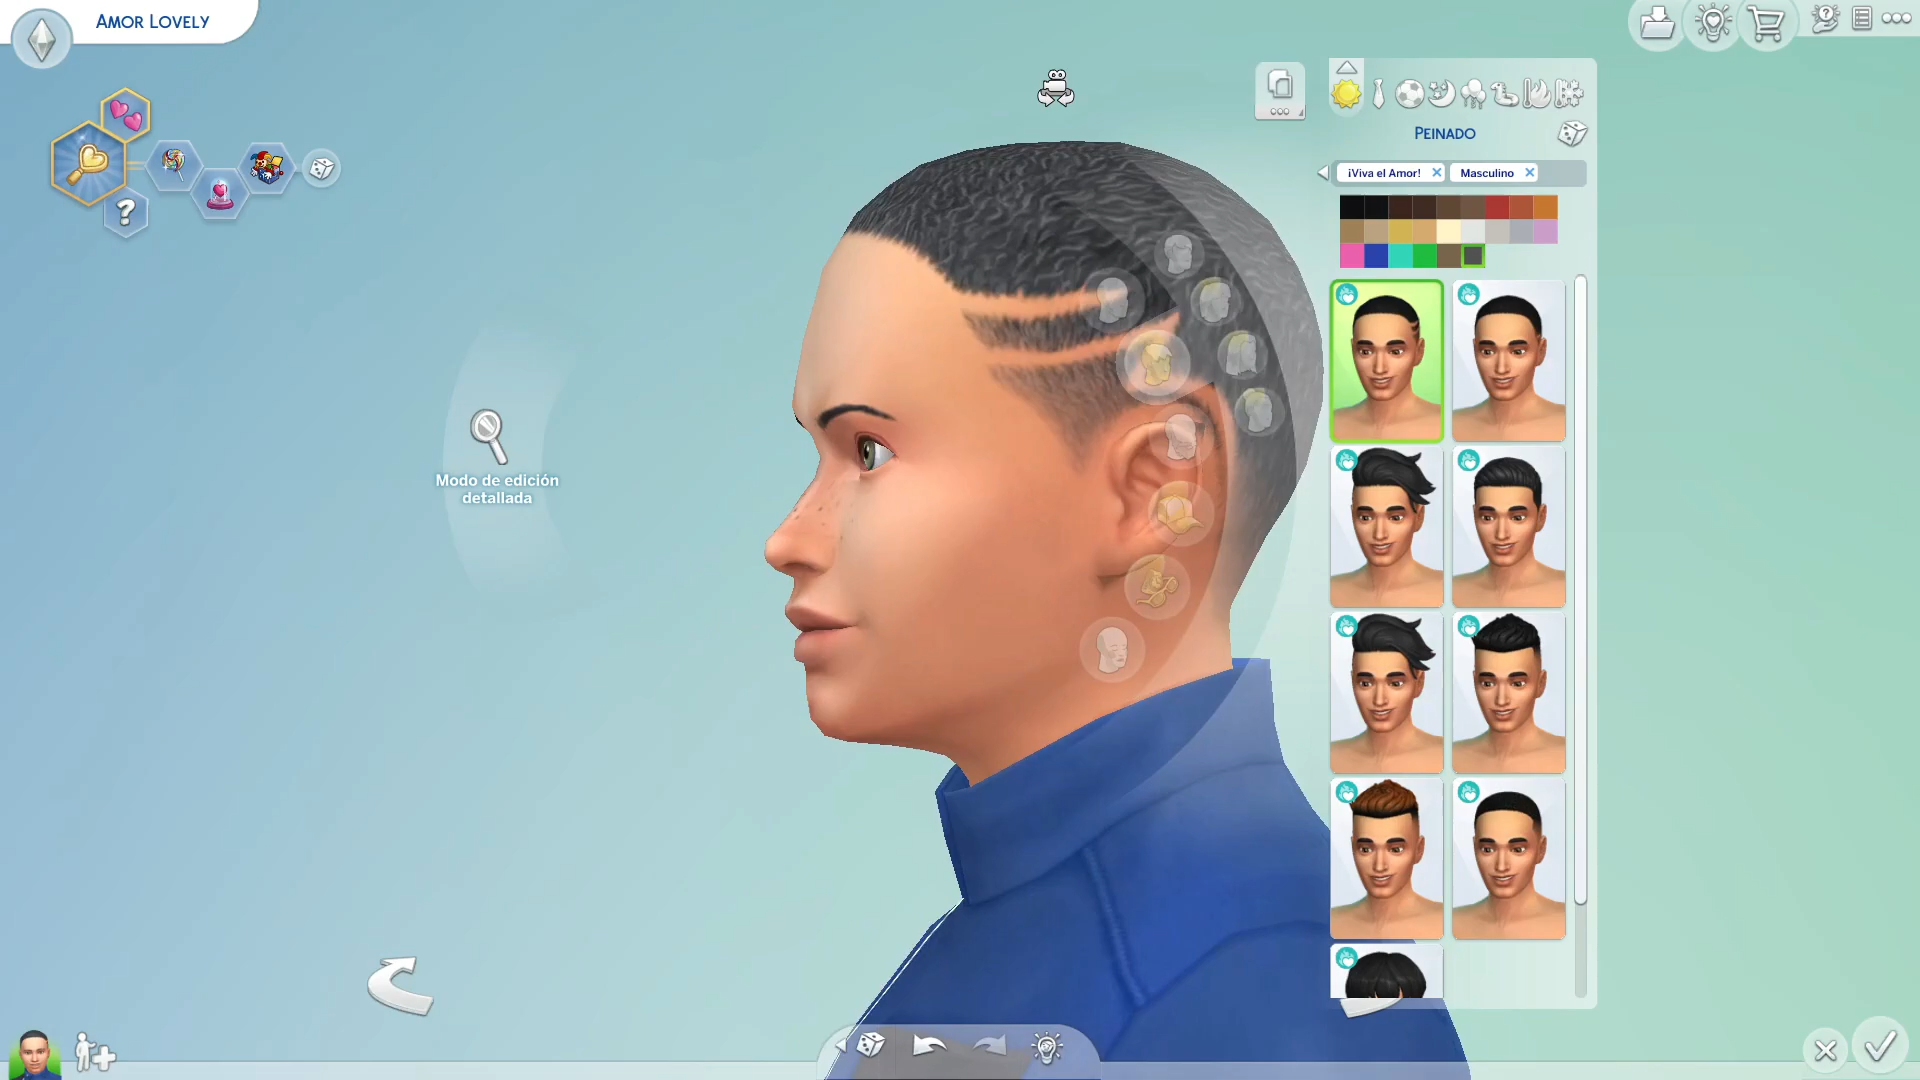 Amor Lovely
Peinado
¡Viva el Amor!
Masculino
Modo de edición
detallada